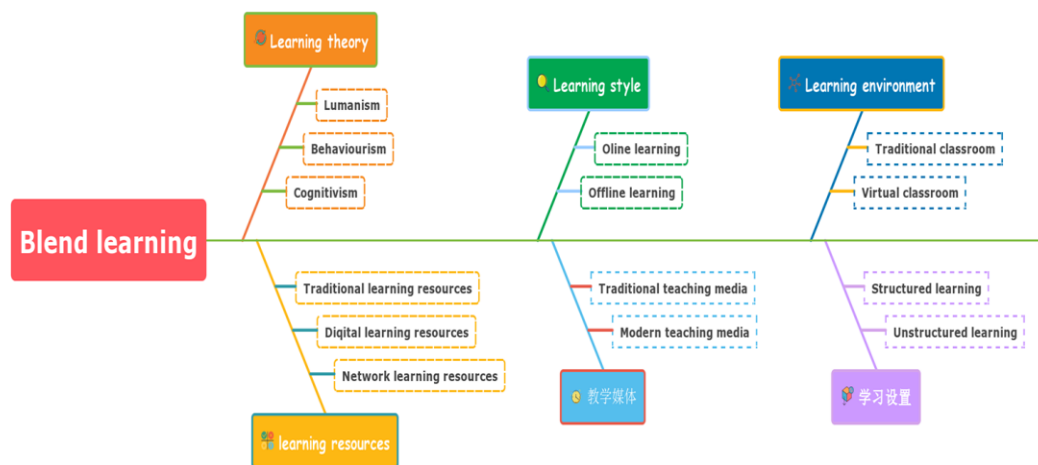 Learning theory
Lumanism
Behaviourism
Cognitivism
Learning style
Oline learning
Offline learning
Learning environment
Traditional classroom
Virtual classroom
Blend learning
Traditional learning resources
Diqital learning resources
Network learning resources
learning resources
Traditional teaching media
Modern teaching media
教学媒体
Structured learning
Unstructured learning
学习设置